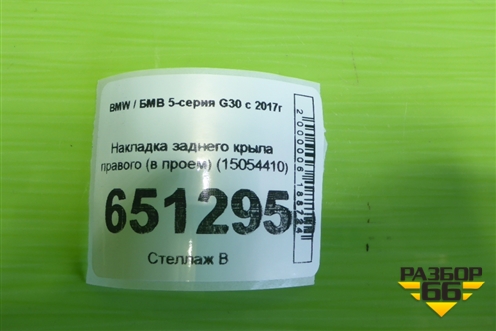 BMW / БМВ 5-серия G30 с 2017г
Накладка заднего крыла
правого (в проем) (15054410)
651295
Стеллаж В
РАЗБОР
66